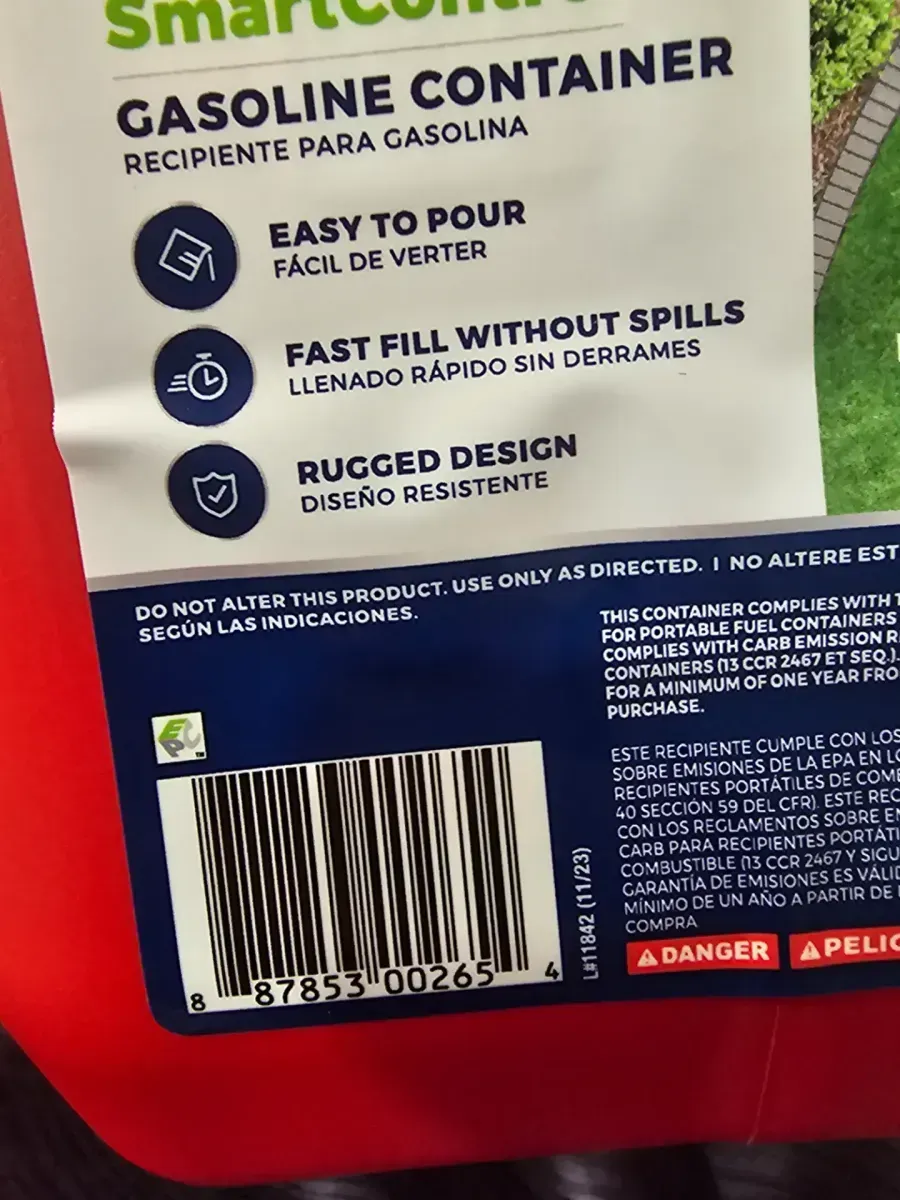 GASOLINE CONTAINER
RECIPIENTE PARA GASOLINA
EASY TO POUR
FÁCIL DE VERTER
FAST FILL WITHOUT SPILLS
LLENADO RÁPIDO SIN DERRAMES
RUGGED DESIGN
DISEÑO RESISTENTE
DO NOT ALTER THIS PRODUCT. USE ONLY AS DIRECTED. I NO ALTERE
SEGÚN LAS INDICACIONES.
THIS CONTAINER COMPLIES WITH
FOR PORTABLE FUEL CONTAINERS
COMPLIES WITH CARB EMISSION
CONTAINERS (13 CCR 2467 ET SEQ.).
FOR A MINIMUM OF ONE YEAR
PURCHASE.
ESTE RECIPIENTE CUMPLE CON LOS
SOBRE EMISIONES DE LA EPA EN
RECIPIENTES PORTÁTILES DE
40 SECCIÓN 59 DEL CFR). ESTE
CON LOS REGLAMENTOS SOBRE
CARB PARA RECIPIENTES
COMBUSTIBLE (13 CCR 2467 Y
GARANTÍA DE EMISIONES ES
MÍNIMO DE UN AÑO A PARTIR DE
COMPRA
DANGER
EPC TM
L#11842 (11/23)
8 87853 00265 4